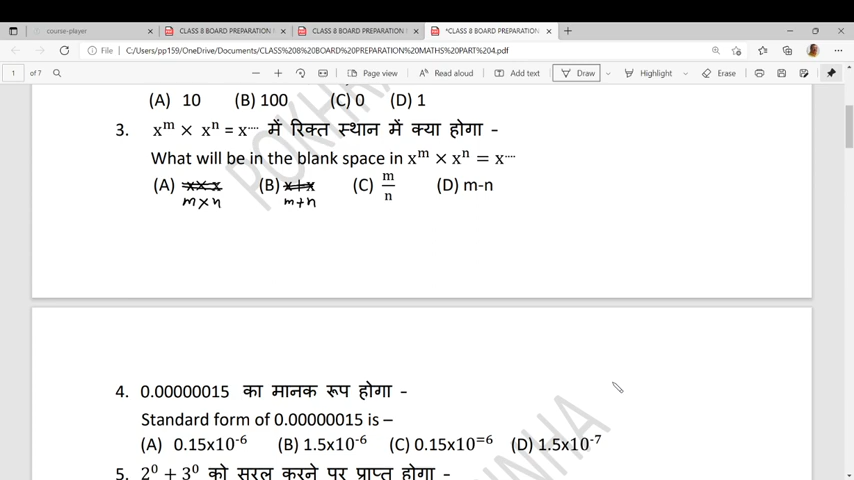 course-player
CLASS 8 BOARD PREPARATION
CLASS 8 BOARD PREPARATION M
*CLASS 8 BOARD PREPARATION
File C:/Users/pp159/OneDrive/Documents/CLASS%208%20BOARD%20PREPARATION%20MATHS%20PART%204.pdf
1 of 7 Page view Read aloud Add text Draw Highlight Erase
(A) 10 (B) 100 (C) 0 (D) 1
3. xᵐ × xⁿ = x^.... में रिक्त स्थान में क्या होगा -
What will be in the blank space in xᵐ × xⁿ = x^....
(A) x×x (B) x+x (C) m/n (D) m-n
m×n m+n
4. 0.00000015 का मानक रूप होगा -
Standard form of 0.00000015 is –
(A) 0.15x10⁻⁶ (B) 1.5x10⁻⁶ (C) 0.15x10⁼⁶ (D) 1.5x10⁻⁷
5. 2⁰ + 3⁰ को सरल करने पर प्राप्त होगा -